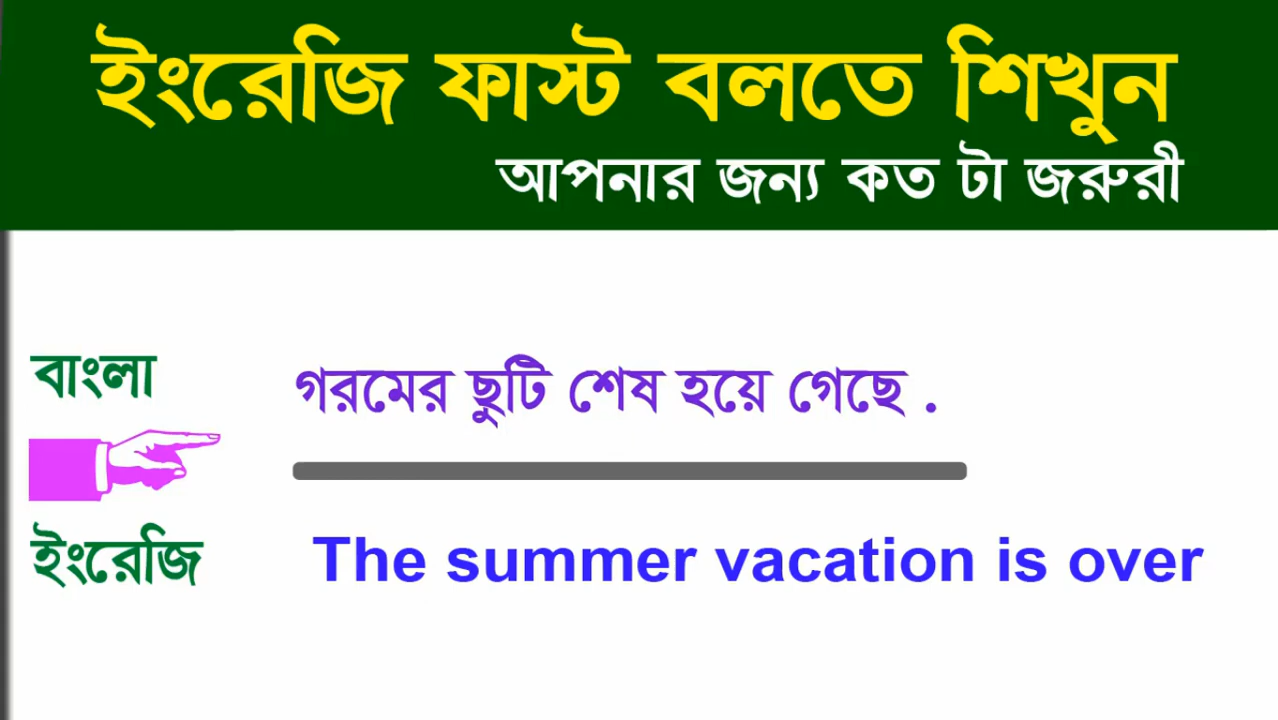 ইংরেজি ফাস্ট বলতে শিখুন
আপনার জন্য কত টা জরুরী
বাংলা
গরমের ছুটি শেষ হয়ে গেছে .
ইংরেজি
The summer vacation is over